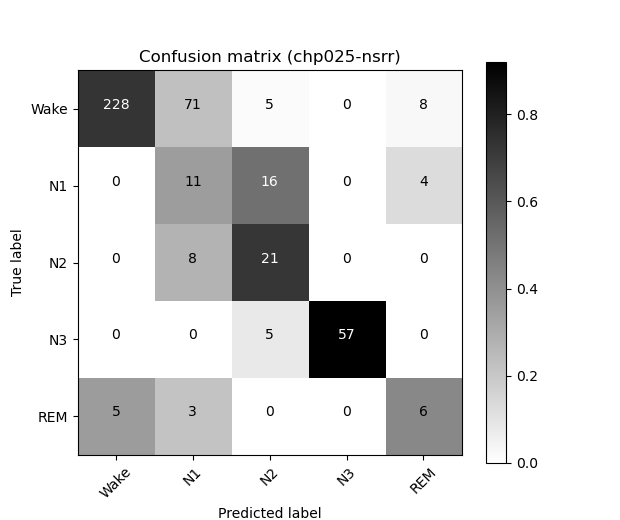 Confusion matrix (chp025-nsrr)
Wake 228 71 5 0 8
N1 0 11 16 0 4
N2 0 8 21 0 0
N3 0 0 5 57 0
REM 5 3 0 0 6
Wake N1 N2 N3 REM
Predicted label
True label
0.8
0.6
0.4
0.2
0.0